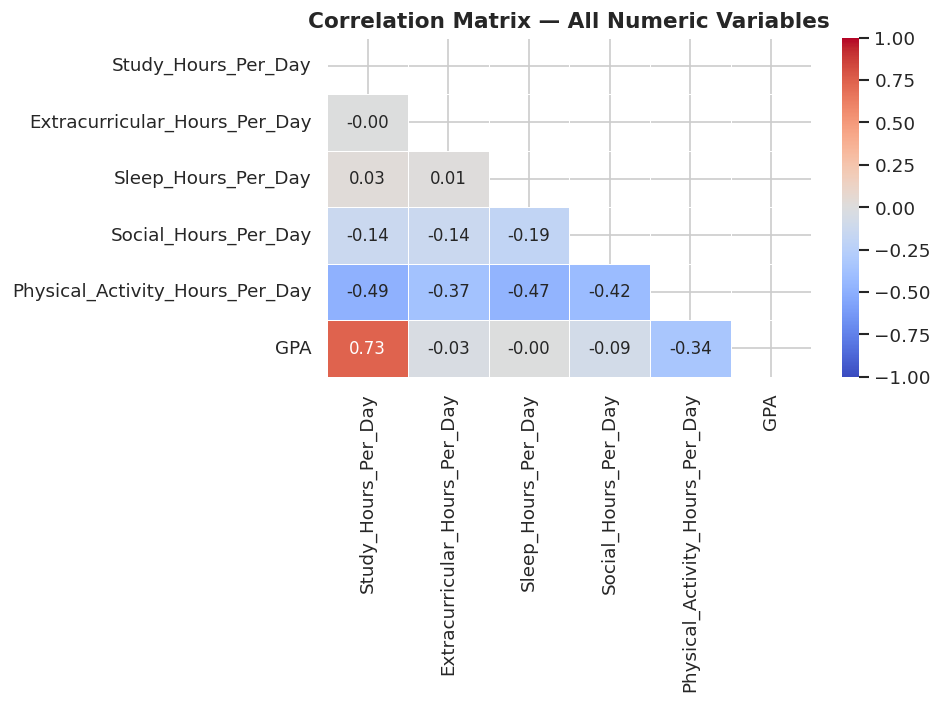 Correlation Matrix — All Numeric Variables
Study_Hours_Per_Day
Extracurricular_Hours_Per_Day -0.00
Sleep_Hours_Per_Day 0.03 0.01
Social_Hours_Per_Day -0.14 -0.14 -0.19
Physical_Activity_Hours_Per_Day -0.49 -0.37 -0.47 -0.42
GPA 0.73 -0.03 -0.00 -0.09 -0.34
Study_Hours_Per_Day
Extracurricular_Hours_Per_Day
Sleep_Hours_Per_Day
Social_Hours_Per_Day
Physical_Activity_Hours_Per_Day
GPA
1.00
0.75
0.50
0.25
0.00
−0.25
−0.50
−0.75
−1.00